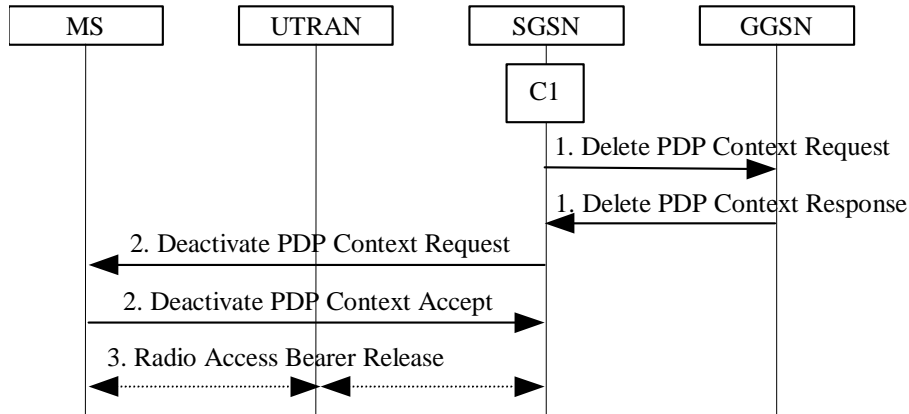 MS UTRAN SGSN GGSN
C1
1. Delete PDP Context Request
1. Delete PDP Context Response
2. Deactivate PDP Context Request
2. Deactivate PDP Context Accept
3. Radio Access Bearer Release